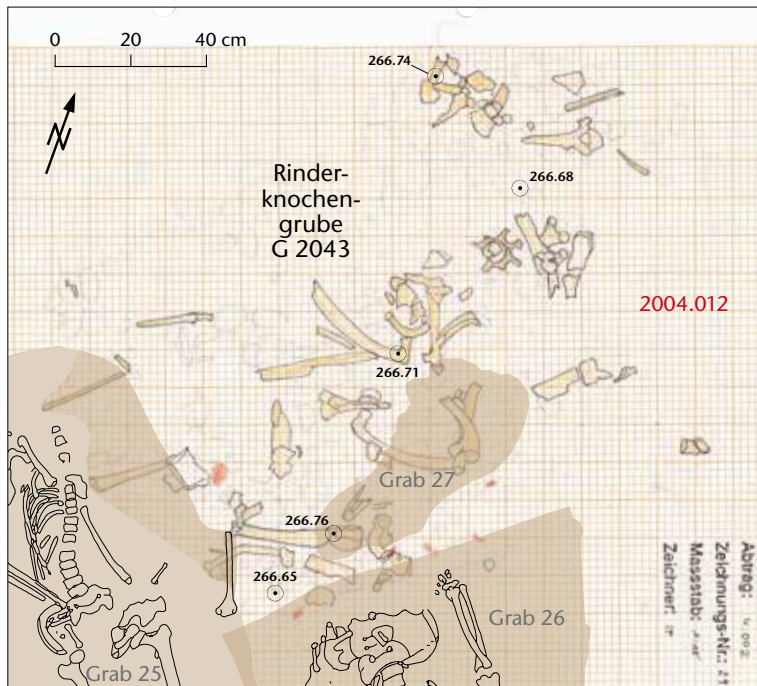 0 20 40 cm
N
266.74
266.68
Rinder-
knochen-
grube
G 2043
2004.012
266.71
Grab 27
266.76
266.65
Grab 26
Grab 25
Abtrag:
Zeichnungs-Nr.:
Massstab:
Zeichner: